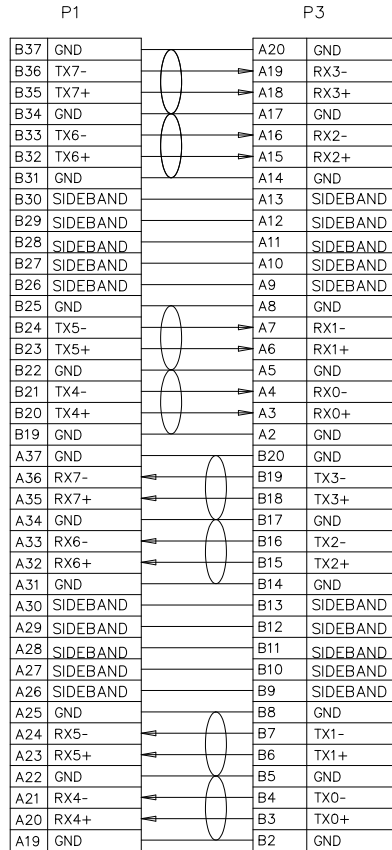 P1 P3
B37 GND A20 GND
B36 TX7- A19 RX3-
B35 TX7+ A18 RX3+
B34 GND A17 GND
B33 TX6- A16 RX2-
B32 TX6+ A15 RX2+
B31 GND A14 GND
B30 SIDEBAND A13 SIDEBAND
B29 SIDEBAND A12 SIDEBAND
B28 SIDEBAND A11 SIDEBAND
B27 SIDEBAND A10 SIDEBAND
B26 SIDEBAND A9 SIDEBAND
B25 GND A8 GND
B24 TX5- A7 RX1-
B23 TX5+ A6 RX1+
B22 GND A5 GND
B21 TX4- A4 RX0-
B20 TX4+ A3 RX0+
B19 GND A2 GND
A37 GND B20 GND
A36 RX7- B19 TX3-
A35 RX7+ B18 TX3+
A34 GND B17 GND
A33 RX6- B16 TX2-
A32 RX6+ B15 TX2+
A31 GND B14 GND
A30 SIDEBAND B13 SIDEBAND
A29 SIDEBAND B12 SIDEBAND
A28 SIDEBAND B11 SIDEBAND
A27 SIDEBAND B10 SIDEBAND
A26 SIDEBAND B9 SIDEBAND
A25 GND B8 GND
A24 RX5- B7 TX1-
A23 RX5+ B6 TX1+
A22 GND B5 GND
A21 RX4- B4 TX0-
A20 RX4+ B3 TX0+
A19 GND B2 GND